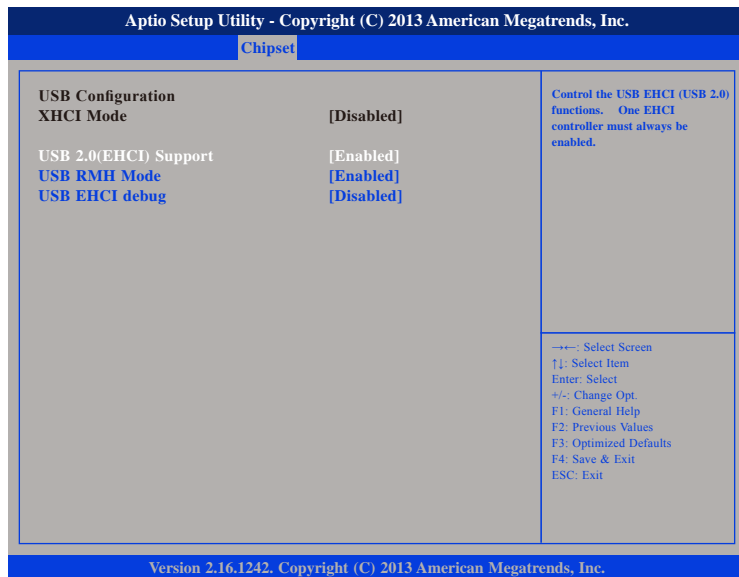 Aptio Setup Utility - Copyright (C) 2013 American Megatrends, Inc.
Chipset
USB Configuration
XHCI Mode [Disabled]
USB 2.0(EHCI) Support [Enabled]
USB RMH Mode [Enabled]
USB EHCI debug [Disabled]
Control the USB EHCI (USB 2.0)
functions. One EHCI
controller must always be
enabled.
→←: Select Screen
↑↓: Select Item
Enter: Select
+/-: Change Opt.
F1: General Help
F2: Previous Values
F3: Optimized Defaults
F4: Save & Exit
ESC: Exit
Version 2.16.1242. Copyright (C) 2013 American Megatrends, Inc.